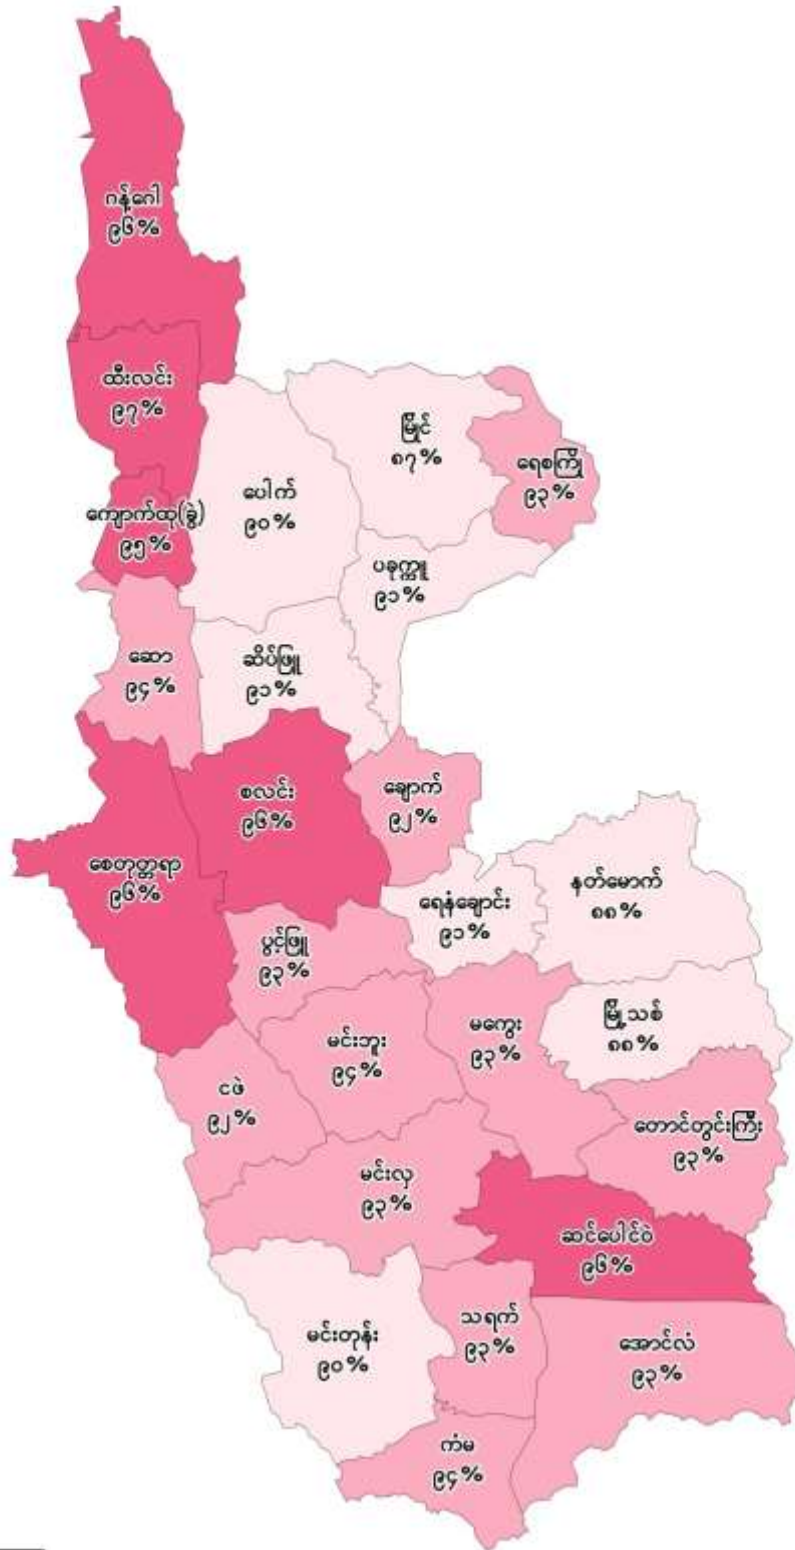 ဂန့်ဂေါ
၉၆%
ထီးလင်း
၉၇%
မြိုင်
၈၇%
ရေစကြို
၉၃%
ပေါက်
၉၀%
ကျောက်ထု(ခွဲ)
၉၅%
ပခုက္ကူ
၉၁%
ဆော
၉၄%
ဆိပ်ဖြူ
၉၁%
စလင်း
၉၆%
ချောက်
၉၂%
စေတုတ္တရာ
၉၆%
ရေနံချောင်း
၉၁%
နတ်မောက်
၈၈%
ပွင့်ဖြူ
၉၃%
မင်းဘူး
၉၄%
မကွေး
၉၃%
မြို့သစ်
၈၈%
ငဖဲ
၉၂%
တောင်တွင်းကြီး
၉၃%
မင်းလှ
၉၃%
ဆင်ပေါင်ဝဲ
၉၆%
မင်းတုန်း
၉၀%
သရက်
၉၃%
အောင်လံ
၉၃%
ကံမ
၉၄%